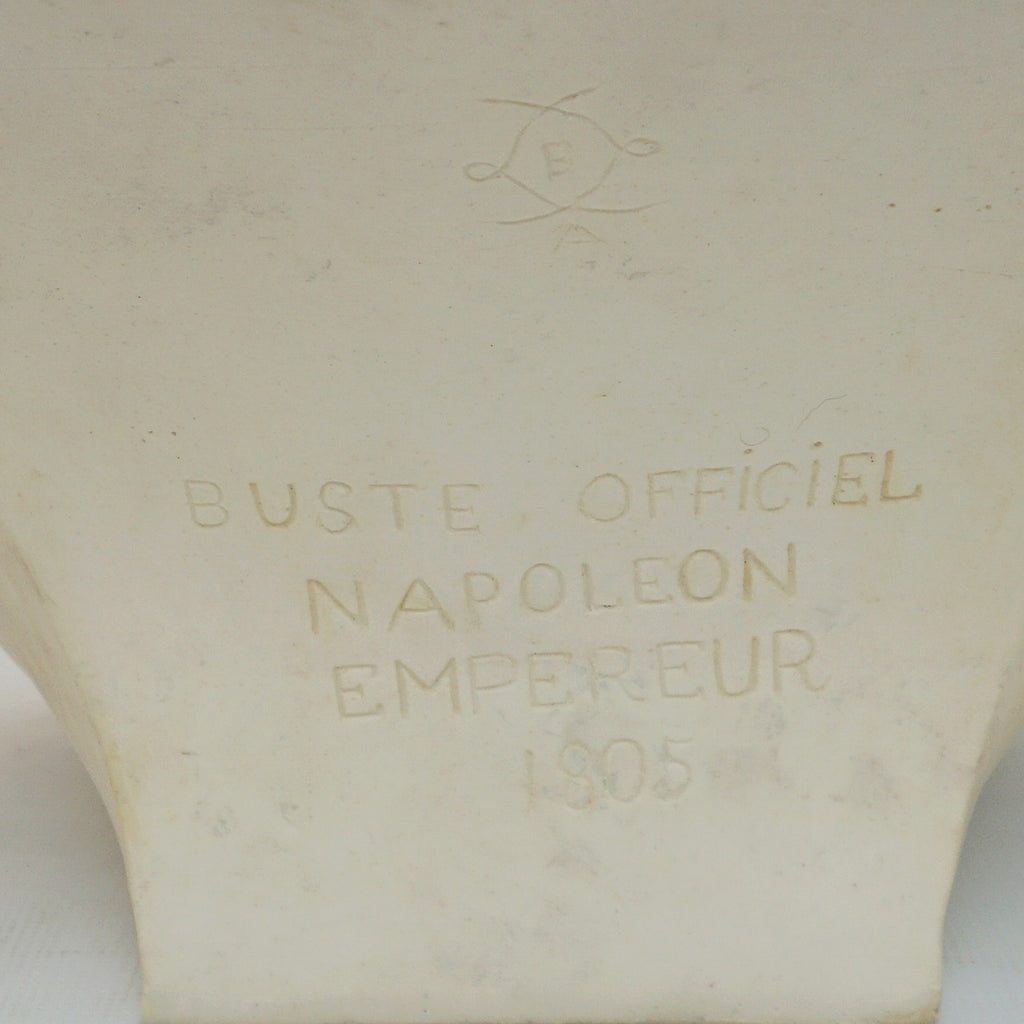 B
BUSTE OFFICIEL
NAPOLEON
EMPEREUR
1805